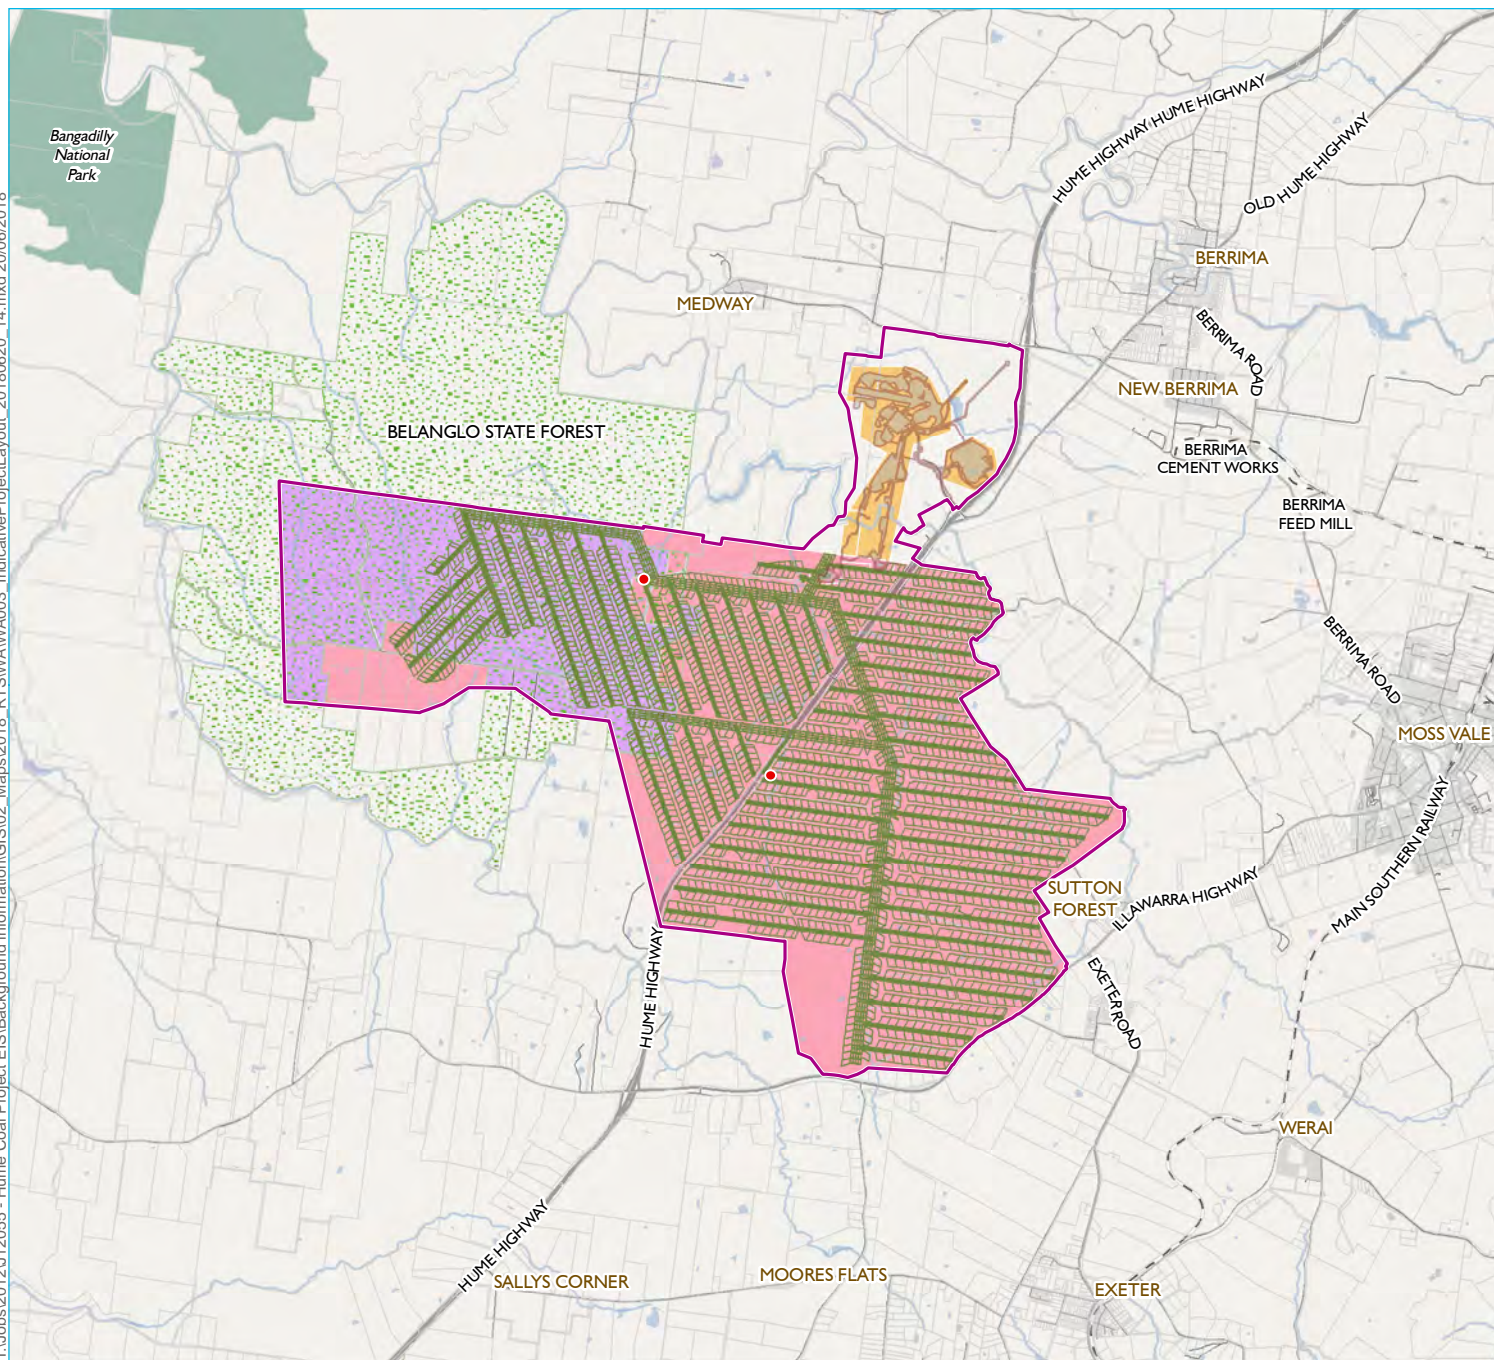 Bangadilly
National
Park
HUME HIGHWAY HUME HIGHWAY
OLD HUME HIGHWAY
BERRIMA
MEDWAY
BERRIMA ROAD
NEW BERRIMA
BELANGLO STATE FOREST
BERRIMA
CEMENT WORKS
BERRIMA
FEED MILL
BERRIMA ROAD
MOSS VALE
MAIN SOUTHERN RAILWAY
SUTTON
FOREST
ILLAWARRA HIGHWAY
HUME HIGHWAY
EXETER ROAD
WERAI
HUME HIGHWAY
SALLYS CORNER
MOORES FLATS
EXETER